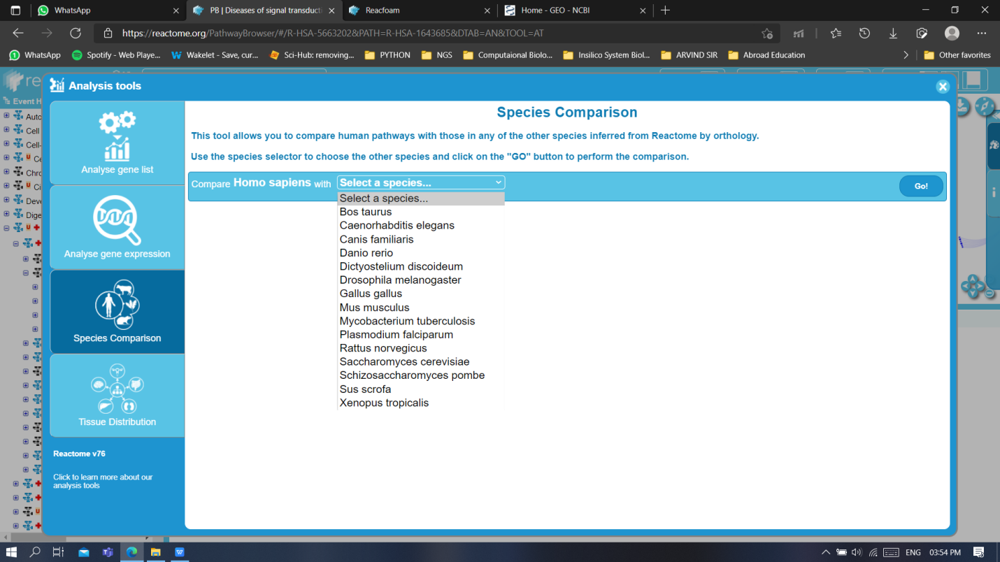 WhatsApp
PB | Diseases of signal transducti
Reacfoam
Home - GEO - NCBI
https://reactome.org/PathwayBrowser/#/R-HSA-5663202&PATH=R-HSA-1643685&DTAB=AN&TOOL=AT
WhatsApp
Spotify - Web Playe...
Wakelet - Save, cur...
Sci-Hub: removing...
PYTHON
NGS
Computaional Biolo...
Insilico System Biol...
ARVIND SIR
Abroad Education
Other favorites
re
Event H
Auto
Cell
Cell-
Ce
Chro
Ci
Deve
Dige
Analysis tools
Analyse gene list
Analyse gene expression
Species Comparison
Tissue Distribution
Reactome v76
Click to learn more about our
analysis tools
Species Comparison
This tool allows you to compare human pathways with those in any of the other species inferred from Reactome by orthology.
Use the species selector to choose the other species and click on the "GO" button to perform the comparison.
Compare Homo sapiens with Select a species... Go!
Select a species...
Bos taurus
Caenorhabditis elegans
Canis familiaris
Danio rerio
Dictyostelium discoideum
Drosophila melanogaster
Gallus gallus
Mus musculus
Mycobacterium tuberculosis
Plasmodium falciparum
Rattus norvegicus
Saccharomyces cerevisiae
Schizosaccharomyces pombe
Sus scrofa
Xenopus tropicalis
ENG 03:54 PM